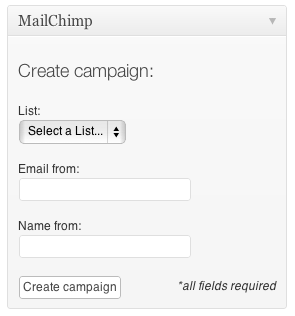 MailChimp
Create campaign:
List:
Select a List...
Email from:
Name from:
Create campaign
*all fields required